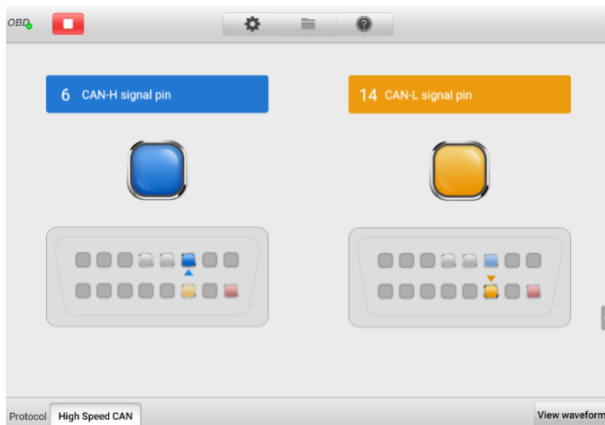 OBD
6 CAN-H signal pin
14 CAN-L signal pin
Protocol High Speed CAN
View waveform